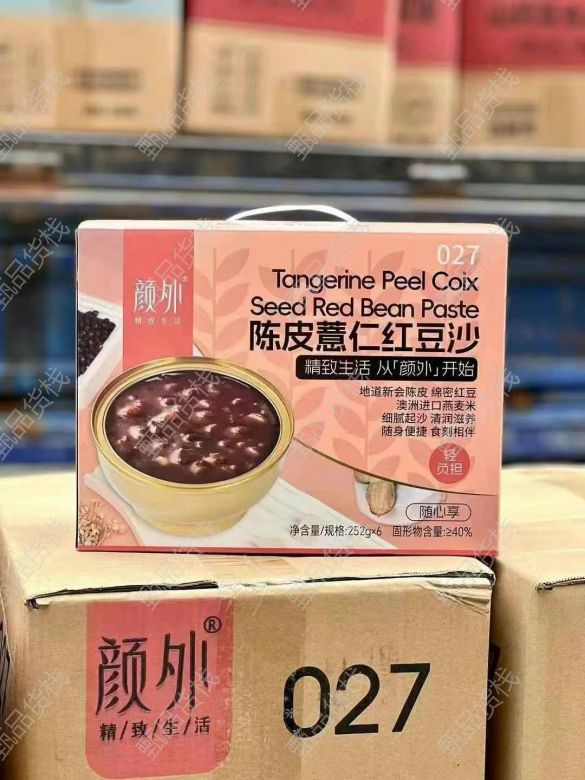 027
Tangerine Peel Coix
Seed Red Bean Paste
颜外®
精/致/生/活
陈皮薏仁红豆沙
精致生活 从「颜外」开始
地道新会陈皮 绵密红豆
澳洲进口燕麦米
细腻起沙 清润滋养
随身便捷 食刻相伴
轻
负担
随心享
净含量/规格:252g×6 固形物含量:≥40%
颜外®
精/致/生/活
027
甄品货栈